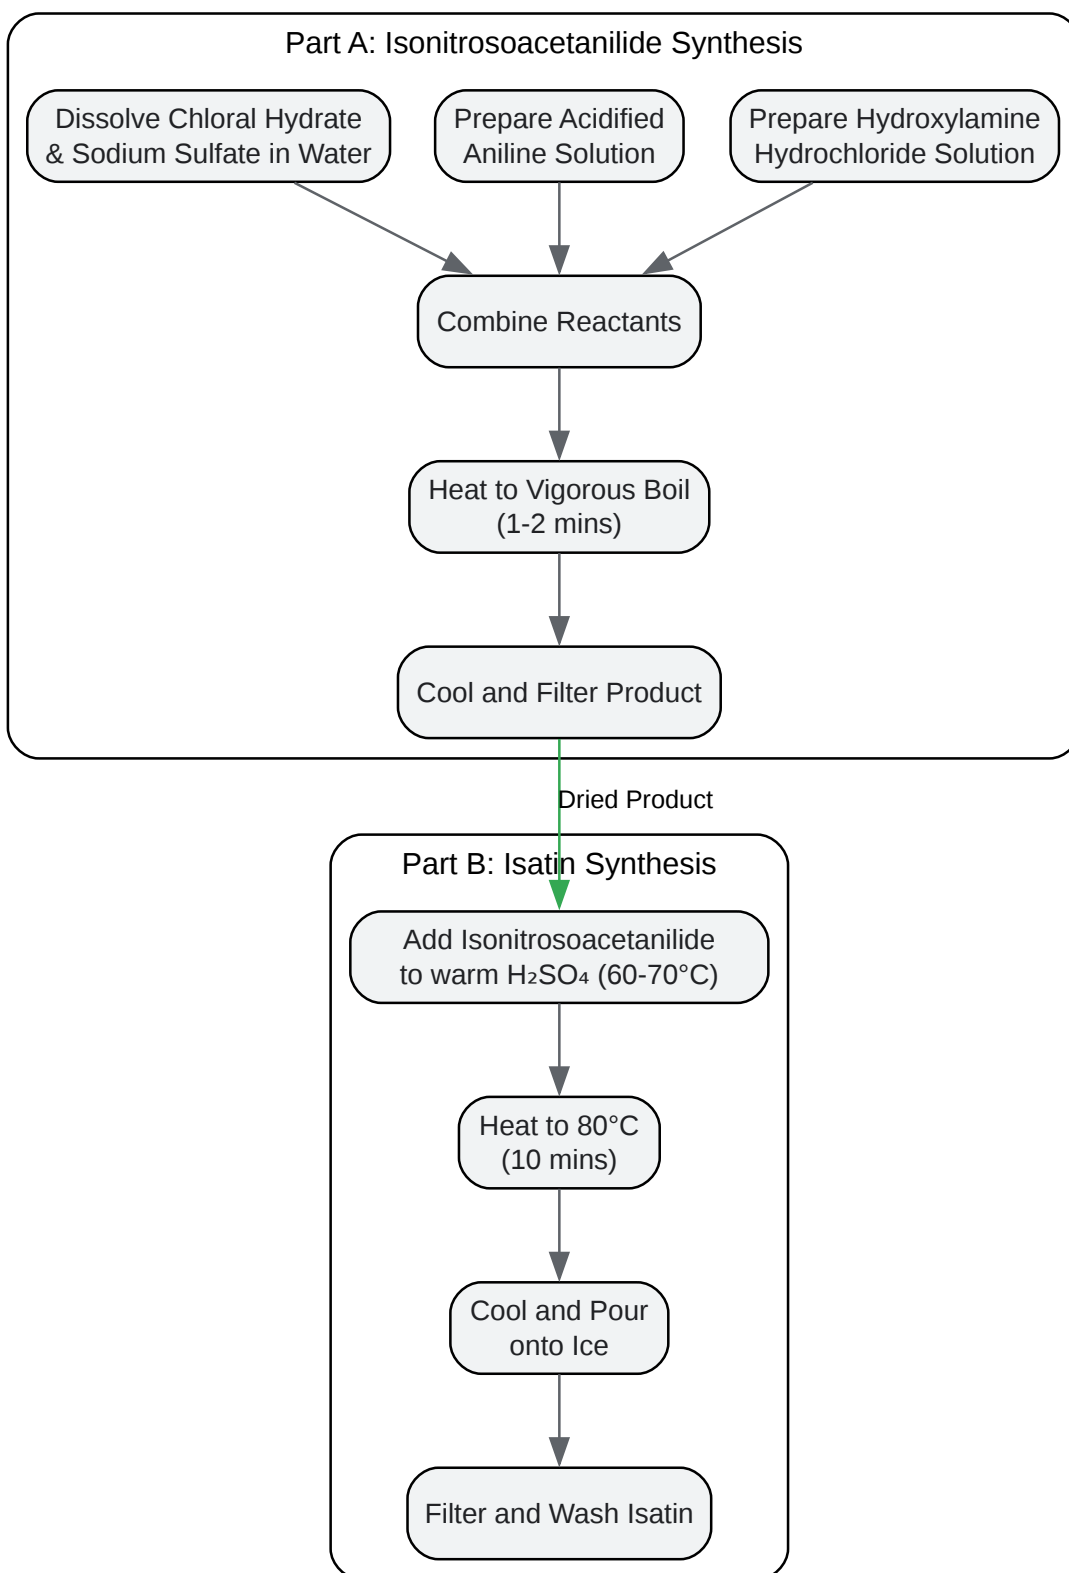 Part A: Isonitrosoacetanilide Synthesis
Dissolve Chloral Hydrate
& Sodium Sulfate in Water
Prepare Acidified
Aniline Solution
Prepare Hydroxylamine
Hydrochloride Solution
Combine Reactants
Heat to Vigorous Boil
(1-2 mins)
Cool and Filter Product
Dried Product
Part B: Isatin Synthesis
Add Isonitrosoacetanilide
to warm H₂SO₄ (60-70°C)
Heat to 80°C
(10 mins)
Cool and Pour
onto Ice
Filter and Wash Isatin